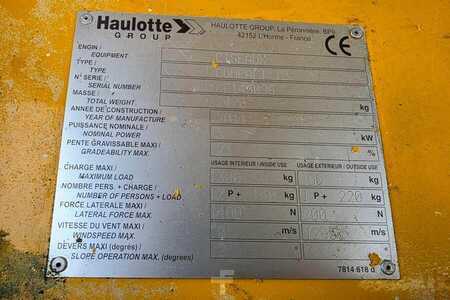 Haulotte
GROUP
HAULOTTE GROUP, La Péronnière, BP9
42152 L'Horme - France
CE
ENGIN /
EQUIPMENT
TYPE /
TYPE
N° SERIE /
SERIAL NUMBER
MASSE /
TOTAL WEIGHT kg
ANNEE DE CONSTRUCTION /
YEAR OF MANUFACTURE
PUISSANCE NOMINALE /
NOMINAL POWER kW
PENTE GRAVISSABLE MAXI /
GRADEABILITY MAX. %
USAGE INTERIEUR / INSIDE USE USAGE EXTERIEUR / OUTSIDE USE
CHARGE MAXI /
MAXIMUM LOAD kg kg
NOMBRE PERS. + CHARGE /
NUMBER OF PERSONS + LOAD P + kg P + 220 kg
FORCE LATERALE MAXI /
LATERAL FORCE MAX. N 200 N
VITESSE DU VENT MAXI /
WINDSPEED MAX. m/s m/s
DEVERS MAXI (degrés) /
SLOPE OPERATION MAX. (degré)
7814 618 d